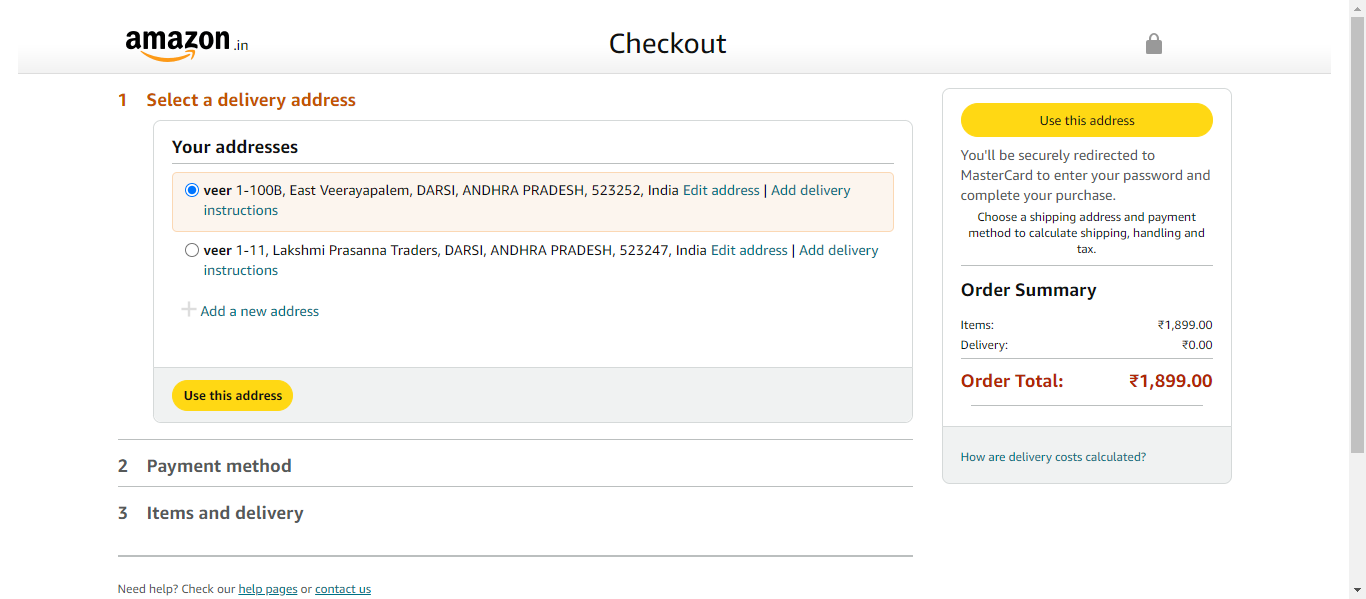 amazon.in
Checkout
1 Select a delivery address
Your addresses
veer 1-100B, East Veerayapalem, DARSI, ANDHRA PRADESH, 523252, India Edit address | Add delivery
instructions
veer 1-11, Lakshmi Prasanna Traders, DARSI, ANDHRA PRADESH, 523247, India Edit address | Add delivery
instructions
Add a new address
Use this address
2 Payment method
3 Items and delivery
Need help? Check our help pages or contact us
Use this address
You'll be securely redirected to
MasterCard to enter your password and
complete your purchase.
Choose a shipping address and payment
method to calculate shipping, handling and
tax.
Order Summary
Items: ₹1,899.00
Delivery: ₹0.00
Order Total: ₹1,899.00
How are delivery costs calculated?